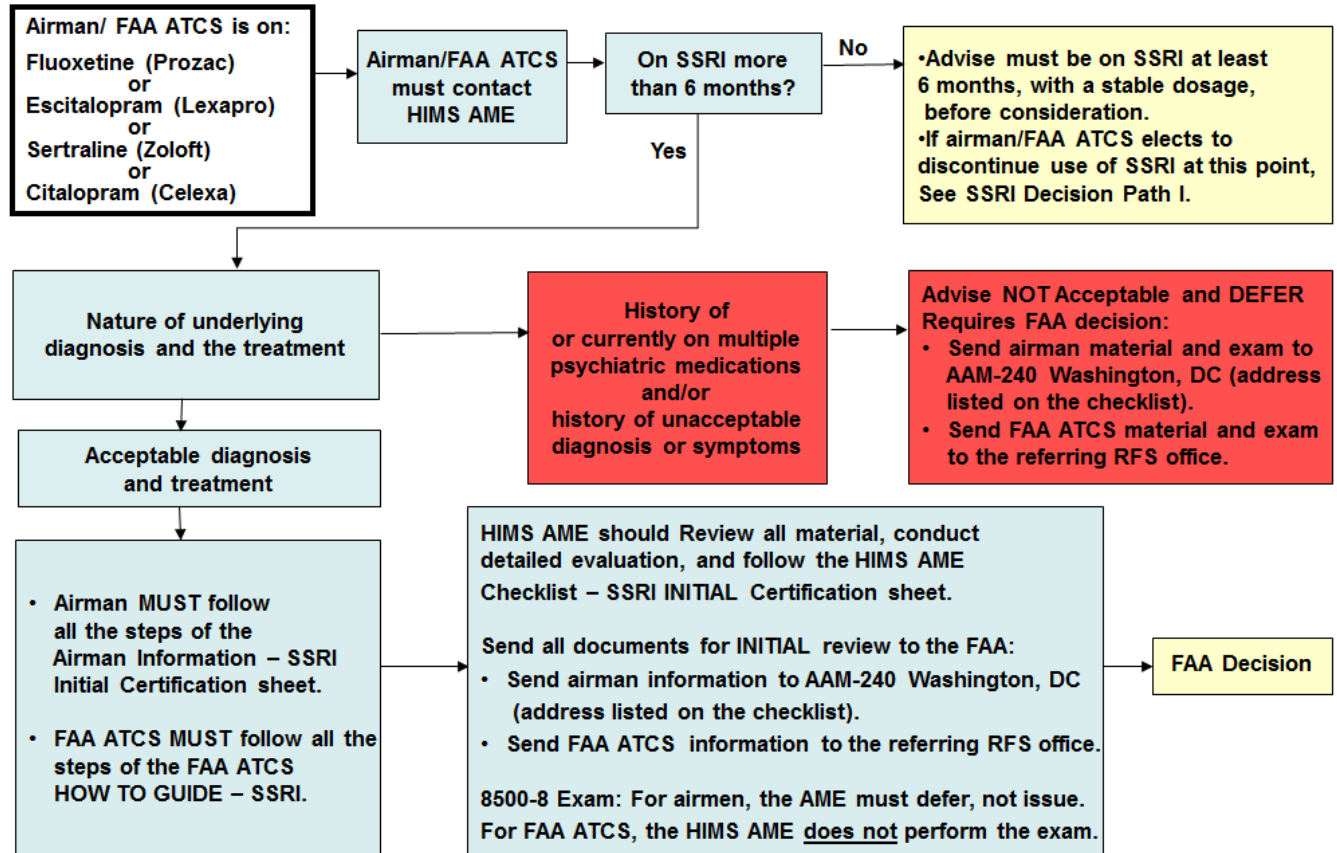 Airman/ FAA ATCS is on:
Fluoxetine (Prozac)
or
Escitalopram (Lexapro)
or
Sertraline (Zoloft)
or
Citalopram (Celexa)
Airman/FAA ATCS
must contact
HIMS AME
On SSRI more
than 6 months?
No
•Advise must be on SSRI at least
6 months, with a stable dosage,
before consideration.
•If airman/FAA ATCS elects to
discontinue use of SSRI at this point,
See SSRI Decision Path I.
Yes
Nature of underlying
diagnosis and the treatment
History of
or currently on multiple
psychiatric medications
and/or
history of unacceptable
diagnosis or symptoms
Advise NOT Acceptable and DEFER
Requires FAA decision:
• Send airman material and exam to
AAM-240 Washington, DC (address
listed on the checklist).
• Send FAA ATCS material and exam
to the referring RFS office.
Acceptable diagnosis
and treatment
• Airman MUST follow
all the steps of the
Airman Information – SSRI
Initial Certification sheet.
• FAA ATCS MUST follow all the
steps of the FAA ATCS
HOW TO GUIDE – SSRI.
HIMS AME should Review all material, conduct
detailed evaluation, and follow the HIMS AME
Checklist – SSRI INITIAL Certification sheet.
Send all documents for INITIAL review to the FAA:
• Send airman information to AAM-240 Washington, DC
(address listed on the checklist).
• Send FAA ATCS information to the referring RFS office.
8500-8 Exam: For airmen, the AME must defer, not issue.
For FAA ATCS, the HIMS AME does not perform the exam.
FAA Decision